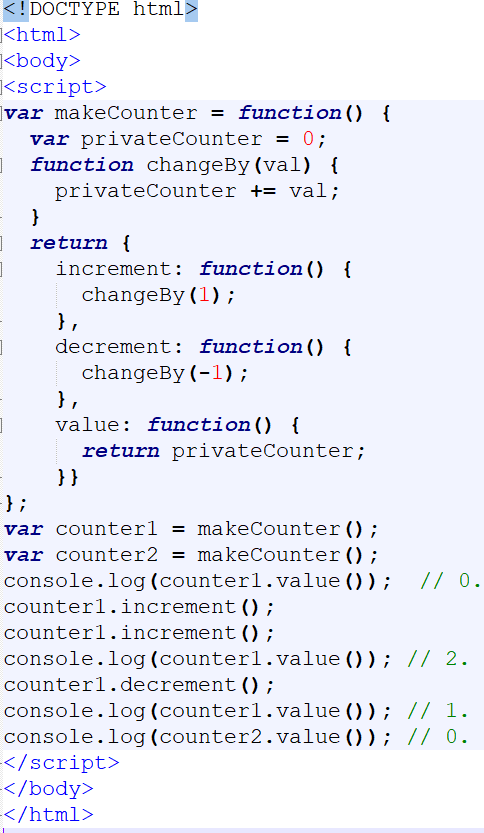 <!DOCTYPE html>
<html>
<body>
<script>
var makeCounter = function() {
  var privateCounter = 0;
  function changeBy(val) {
    privateCounter += val;
  }
  return {
    increment: function() {
      changeBy(1);
    },
    decrement: function() {
      changeBy(-1);
    },
    value: function() {
      return privateCounter;
    }}
};
var counter1 = makeCounter();
var counter2 = makeCounter();
console.log(counter1.value());  // 0.
counter1.increment();
counter1.increment();
console.log(counter1.value()); // 2.
counter1.decrement();
console.log(counter1.value()); // 1.
console.log(counter2.value()); // 0.
</script>
</body>
</html>